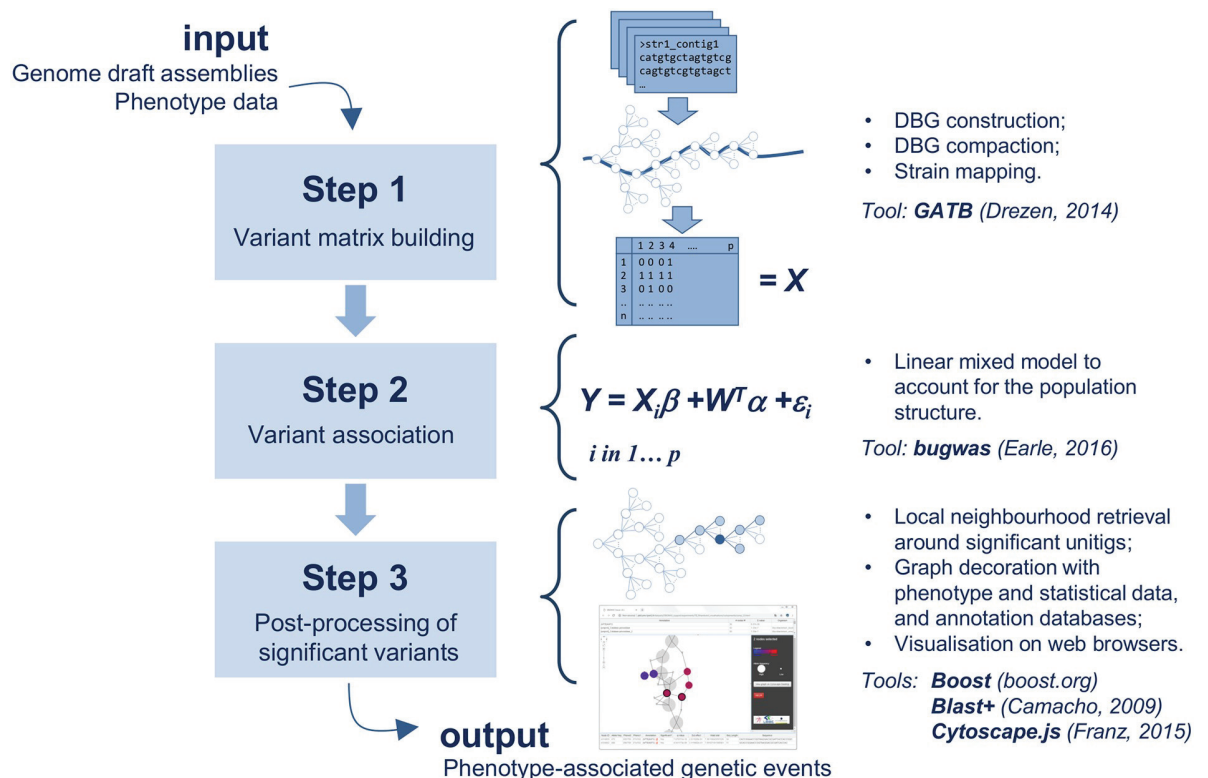 input
Genome draft assemblies
Phenotype data
Step 1
Variant matrix building
>str1_contig1
catgtgctagtgtcg
cagtgtcgtgtagct
…
1 2 3 4 .... p
1 0 0 0 1
2 1 1 1 1
3 0 1 0 0
.. .. .. .. ..
n .. .. .. ..
= X
• DBG construction;
• DBG compaction;
• Strain mapping.
Tool: GATB (Drezen, 2014)
Step 2
Variant association
Y = Xᵢβ +Wᵀα +εᵢ
i in 1… p
• Linear mixed model to
account for the population
structure.
Tool: bugwas (Earle, 2016)
Step 3
Post-processing of
significant variants
• Local neighbourhood retrieval
around significant unitigs;
• Graph decoration with
phenotype and statistical data,
and annotation databases;
• Visualisation on web browsers.
Tools: Boost (boost.org)
Blast+ (Camacho, 2009)
Cytoscape.js (Franz, 2015)
output
Phenotype-associated genetic events